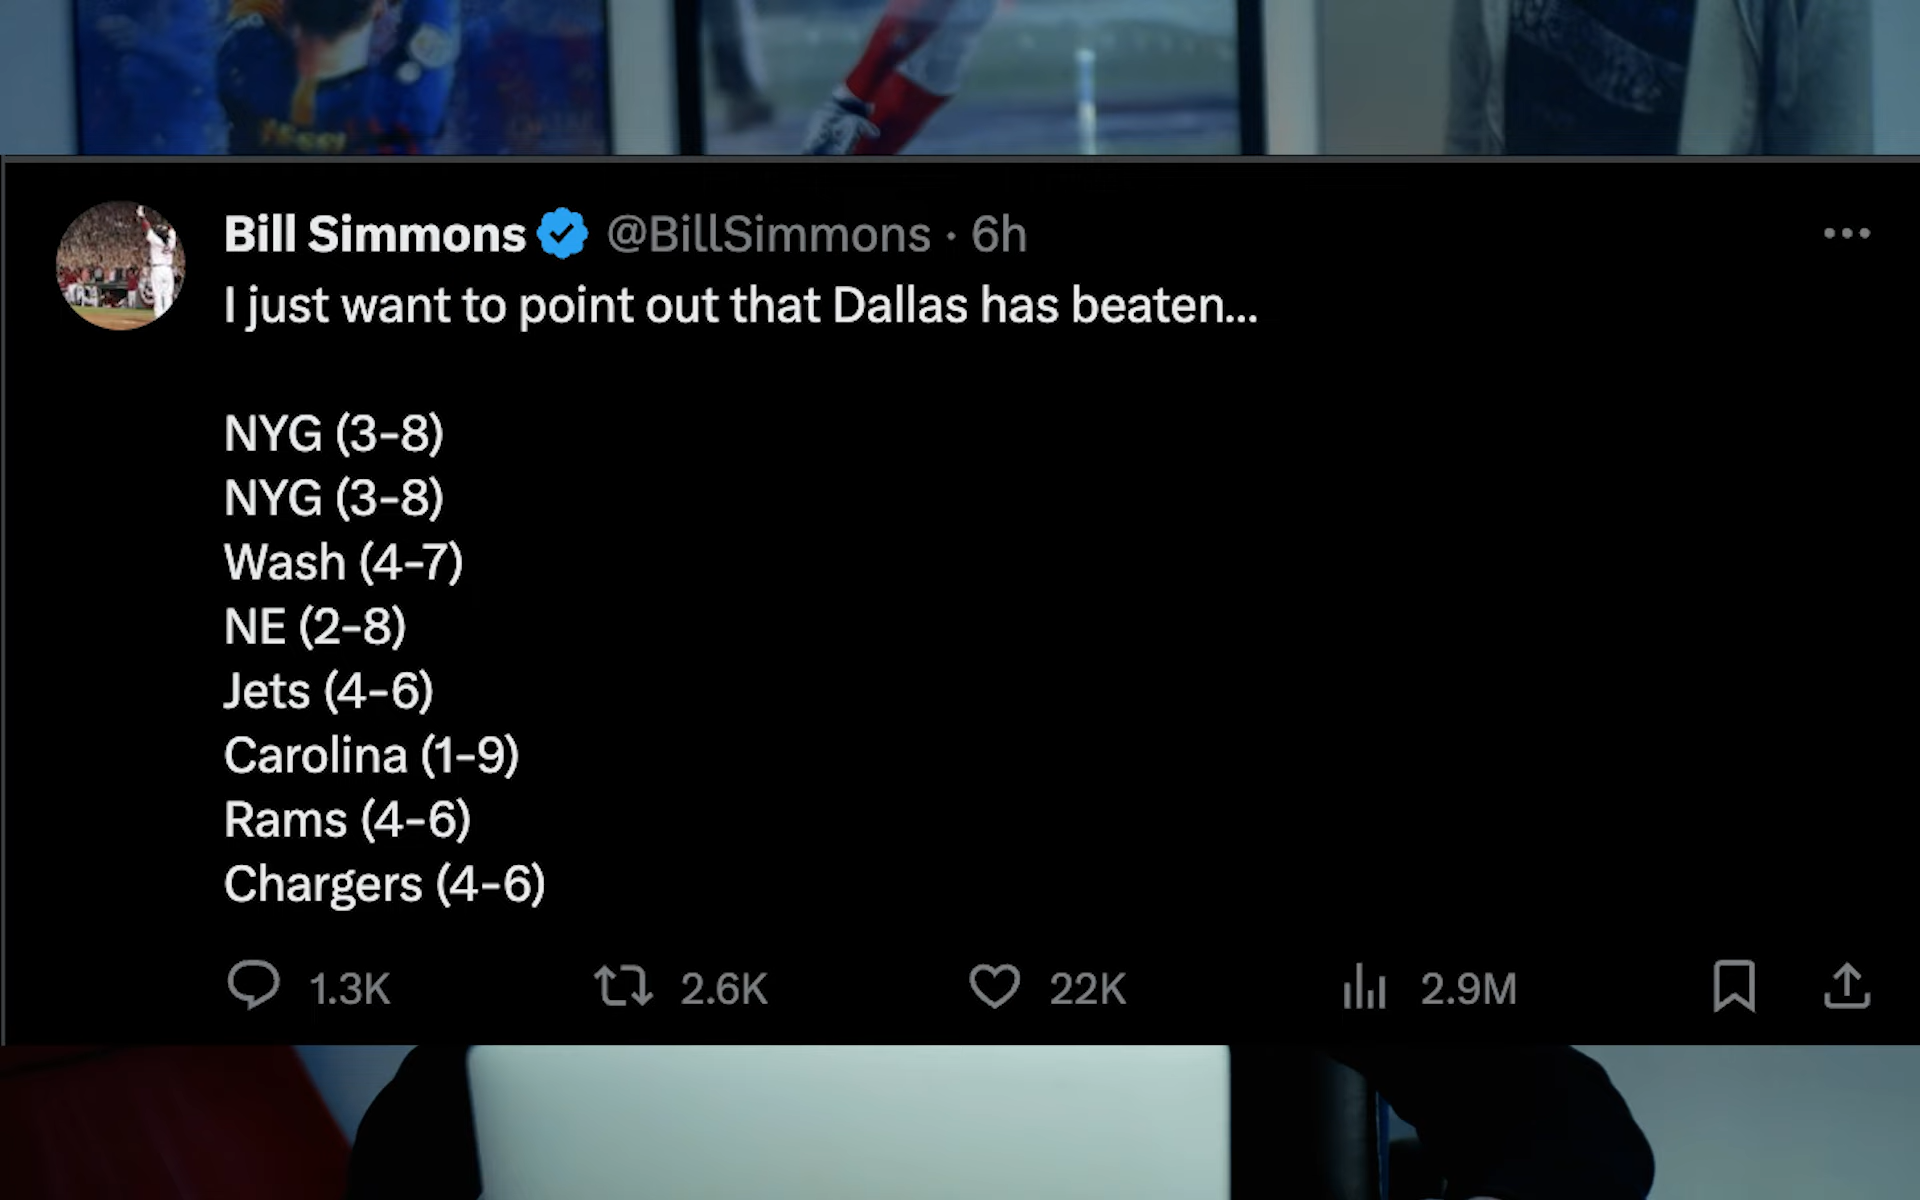 Messi
Bill Simmons @BillSimmons · 6h
I just want to point out that Dallas has beaten...
NYG (3-8)
NYG (3-8)
Wash (4-7)
NE (2-8)
Jets (4-6)
Carolina (1-9)
Rams (4-6)
Chargers (4-6)
1.3K 2.6K 22K 2.9M